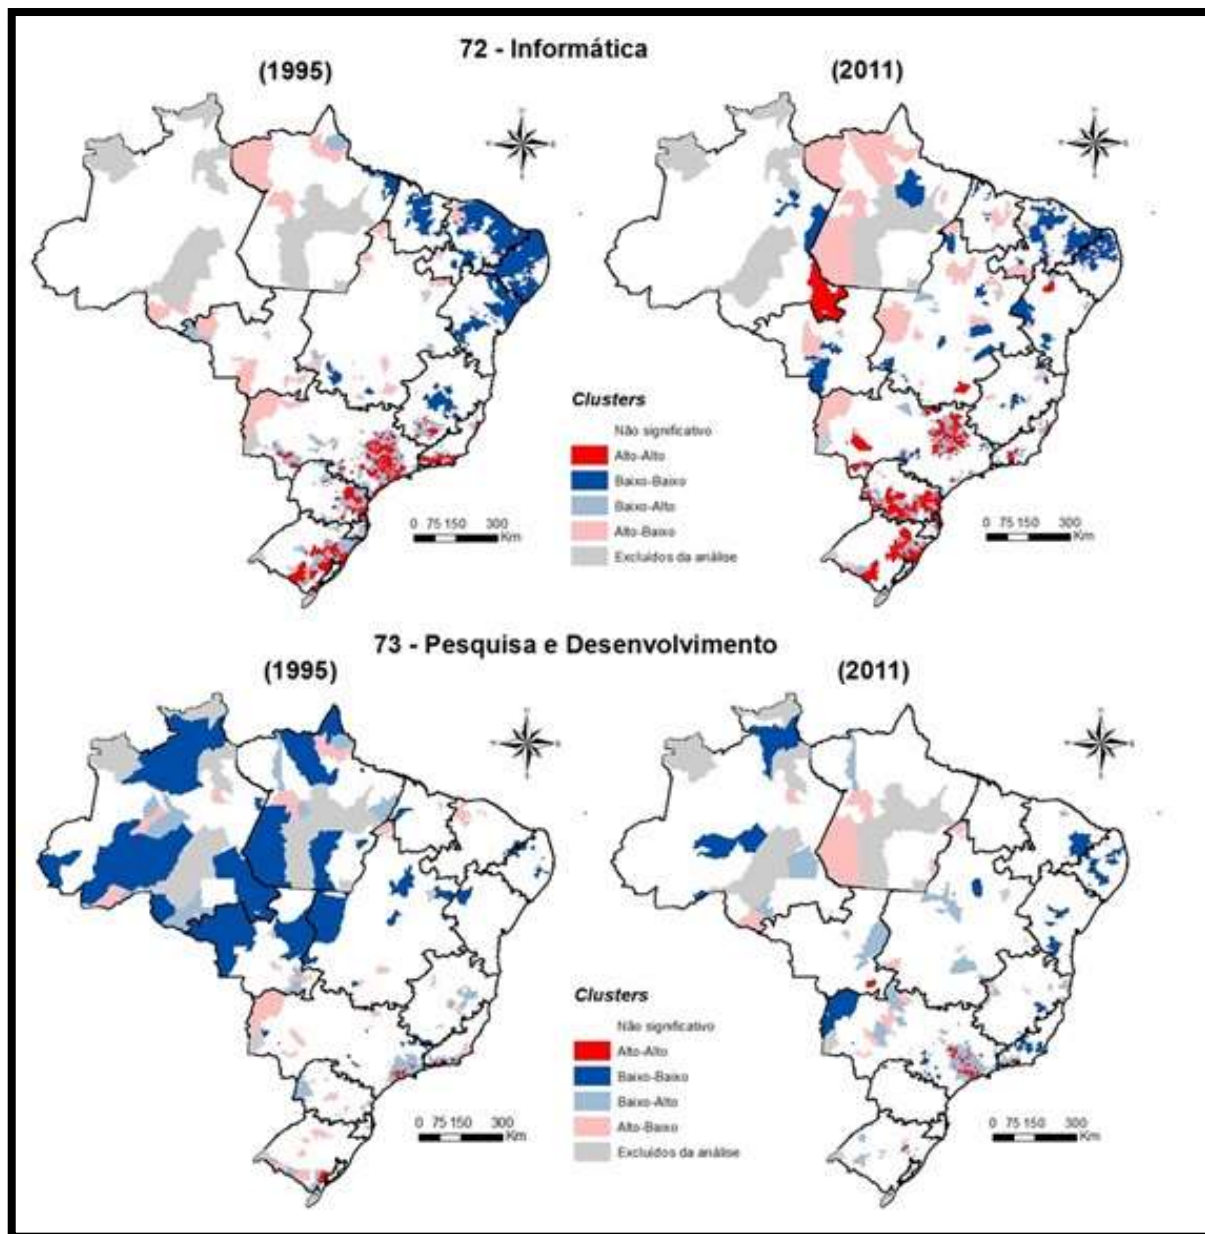 72 - Informática
(1995)
(2011)
Clusters
Não significativo
Alto-Alto
Baixo-Baixo
Baixo-Alto
Alto-Baixo
Excluídos da análise
0 75 150 300
Km
0 75 150 300
Km
73 - Pesquisa e Desenvolvimento
(1995)
(2011)
Clusters
Não significativo
Alto-Alto
Baixo-Baixo
Baixo-Alto
Alto-Baixo
Excluídos da análise
0 75 150 300
Km
0 75 150 300
Km